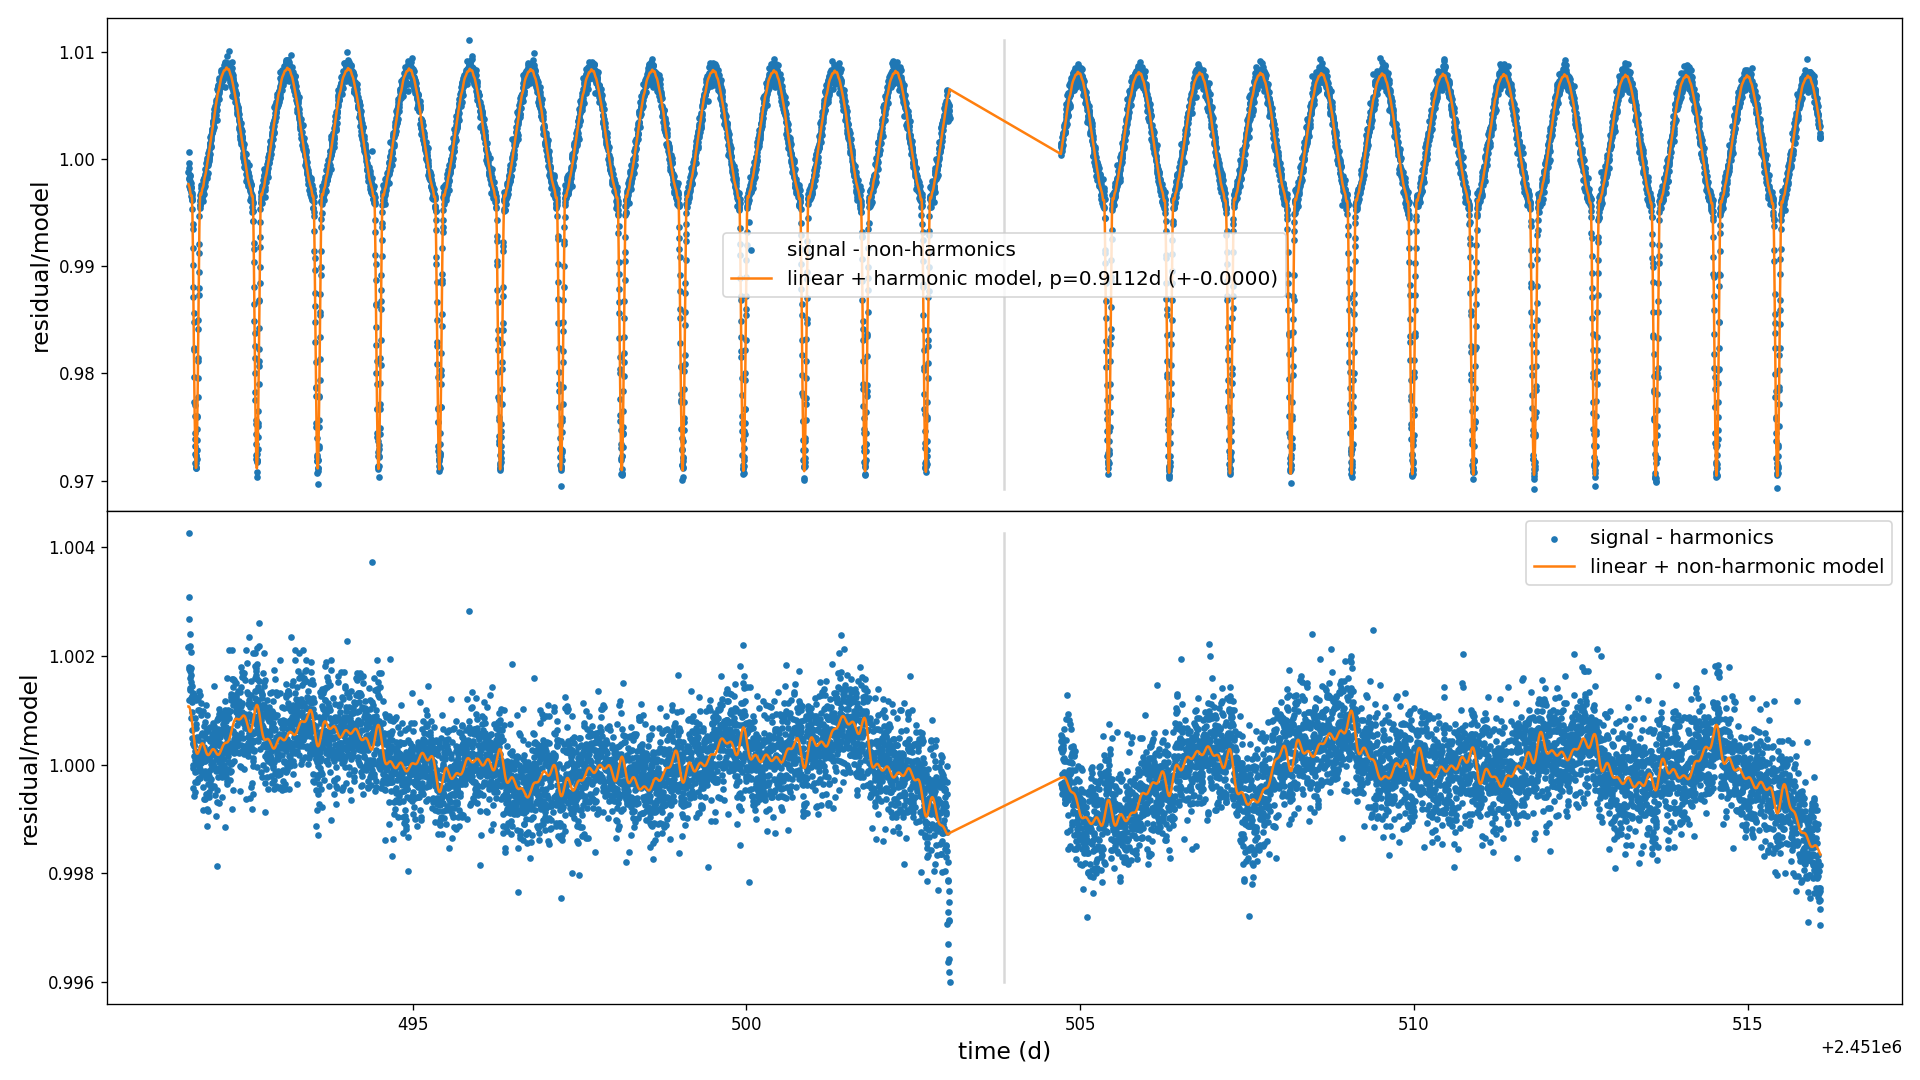 1.01
1.00
0.99
0.98
0.97
residual/model
signal - non-harmonics
linear + harmonic model, p=0.9112d (+-0.0000)
1.004
1.002
1.000
0.998
0.996
residual/model
signal - harmonics
linear + non-harmonic model
495
500
505
510
515
time (d)
+2.451e6